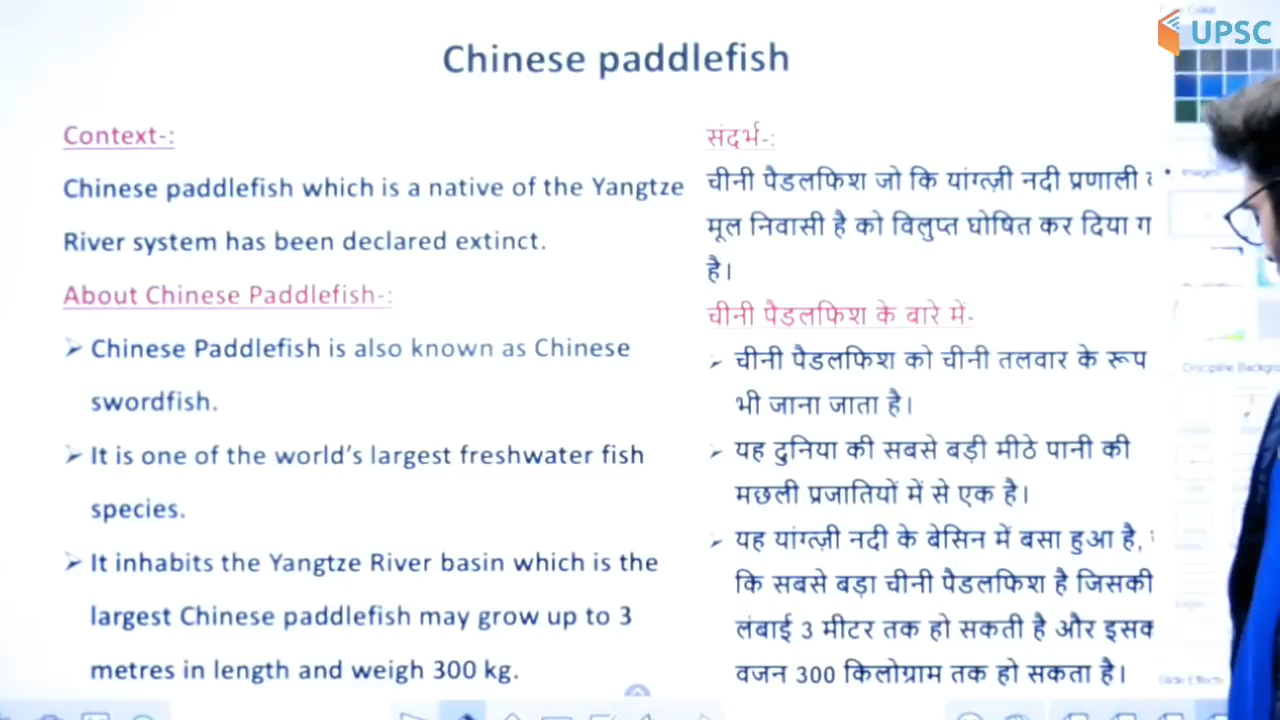 UPSC
Chinese paddlefish
Context-:
Chinese paddlefish which is a native of the Yangtze
River system has been declared extinct.
About Chinese Paddlefish-:
➢ Chinese Paddlefish is also known as Chinese
swordfish.
➢ It is one of the world's largest freshwater fish
species.
➢ It inhabits the Yangtze River basin which is the
largest Chinese paddlefish may grow up to 3
metres in length and weigh 300 kg.
संदर्भ-:
चीनी पैडलफिश जो कि यांग्त्ज़ी नदी प्रणाली
मूल निवासी है को विलुप्त घोषित कर दिया
है।
चीनी पैडलफिश के बारे में-
➢ चीनी पैडलफिश को चीनी तलवार के रूप
भी जाना जाता है।
➢ यह दुनिया की सबसे बड़ी मीठे पानी की
मछली प्रजातियों में से एक है।
➢ यह यांग्त्ज़ी नदी के बेसिन में बसा हुआ है,
कि सबसे बड़ा चीनी पैडलफिश है जिसकी
लंबाई 3 मीटर तक हो सकती है और
वजन 300 किलोग्राम तक हो सकता है।